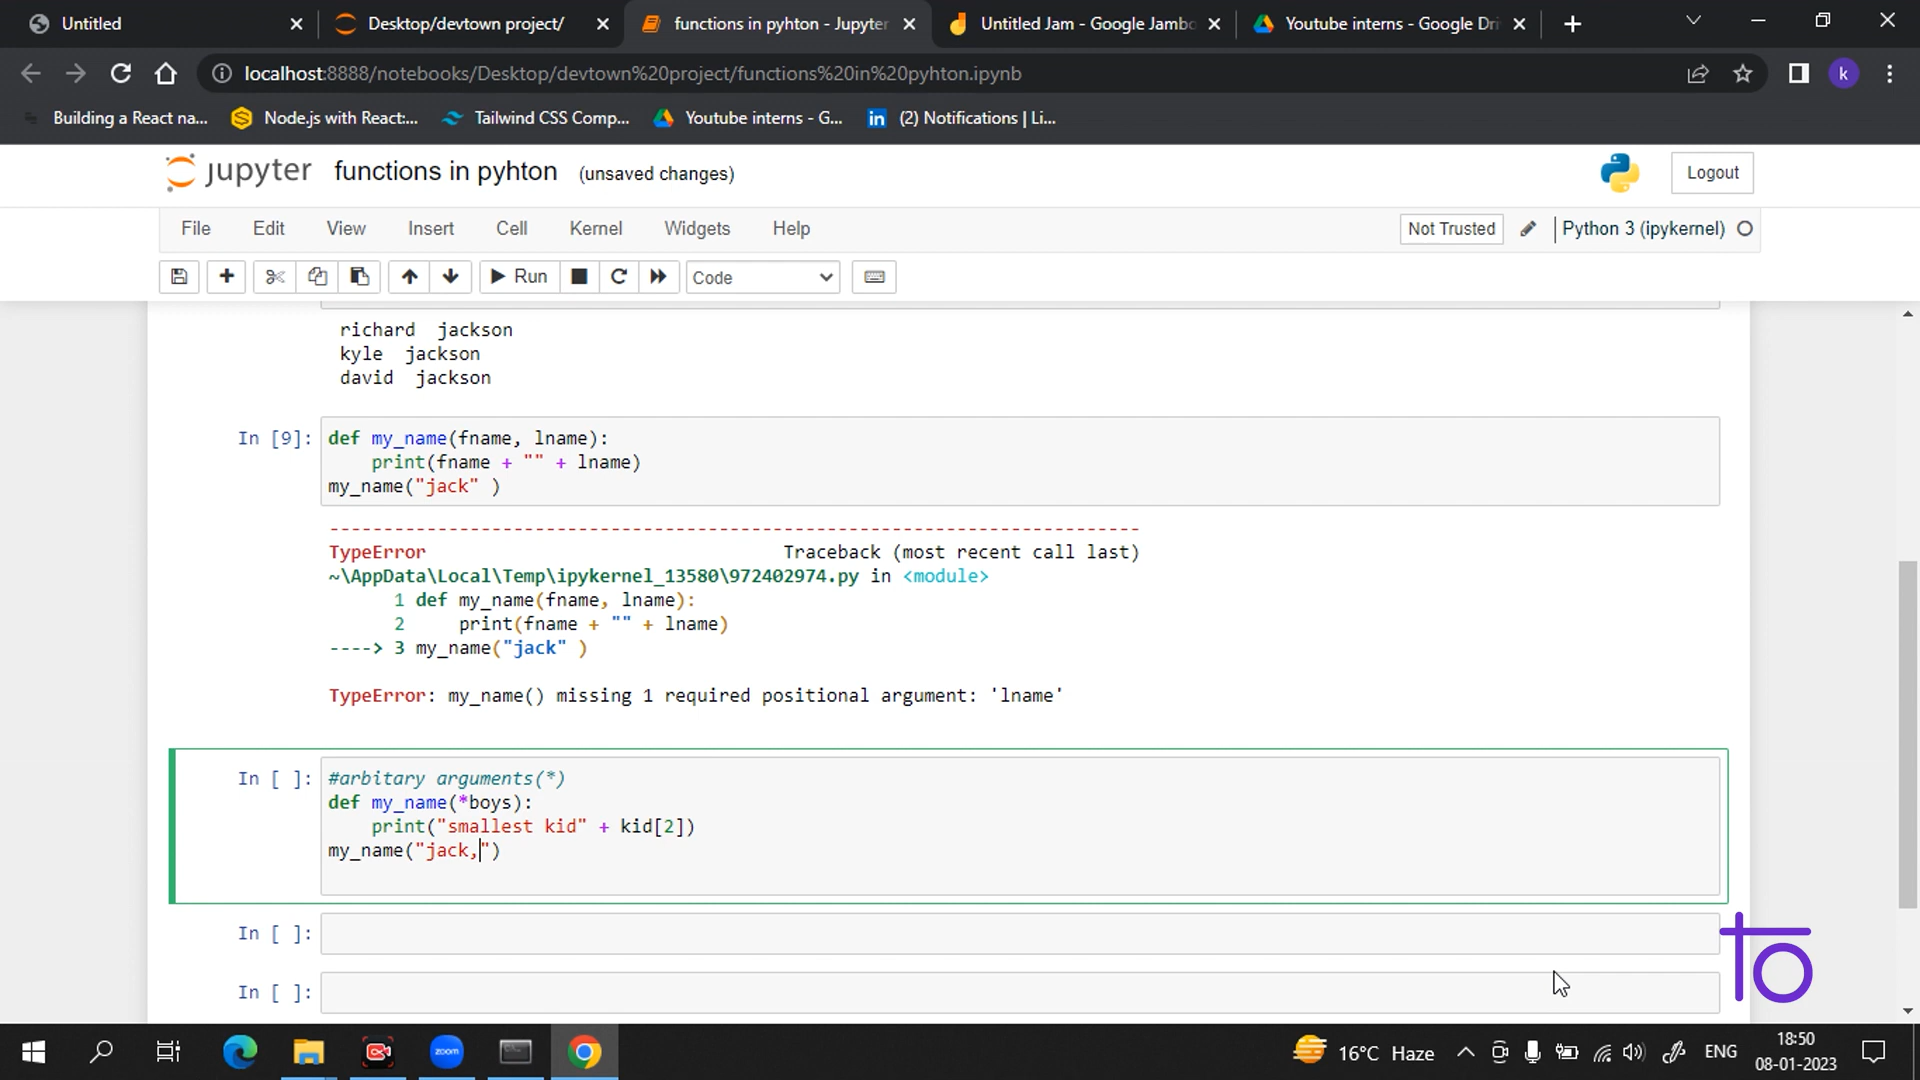 Untitled
Desktop/devtown project/
functions in pyhton - Jupyter
Untitled Jam - Google Jambo
Youtube interns - Google Dri
localhost:8888/notebooks/Desktop/devtown%20project/functions%20in%20pyhton.ipynb
k
Building a React na...
Node.js with React:...
Tailwind CSS Comp...
Youtube interns - G...
(2) Notifications | Li...
jupyter functions in pyhton (unsaved changes)
Logout
File Edit View Insert Cell Kernel Widgets Help
Not Trusted
Python 3 (ipykernel)
Run
Code
richard  jackson
kyle  jackson
david  jackson
In [9]: def my_name(fname, lname):
    print(fname + "" + lname)
my_name("jack" )
---------------------------------------------------------------------------
TypeError                                 Traceback (most recent call last)
~\AppData\Local\Temp\ipykernel_13580\972402974.py in <module>
      1 def my_name(fname, lname):
      2     print(fname + "" + lname)
----> 3 my_name("jack" )
TypeError: my_name() missing 1 required positional argument: 'lname'
In [ ]: #arbitary arguments(*)
def my_name(*boys):
    print("smallest kid" + kid[2])
my_name("jack,")
In [ ]:
In [ ]:
zoom
16°C Haze
ENG
18:50
08-01-2023